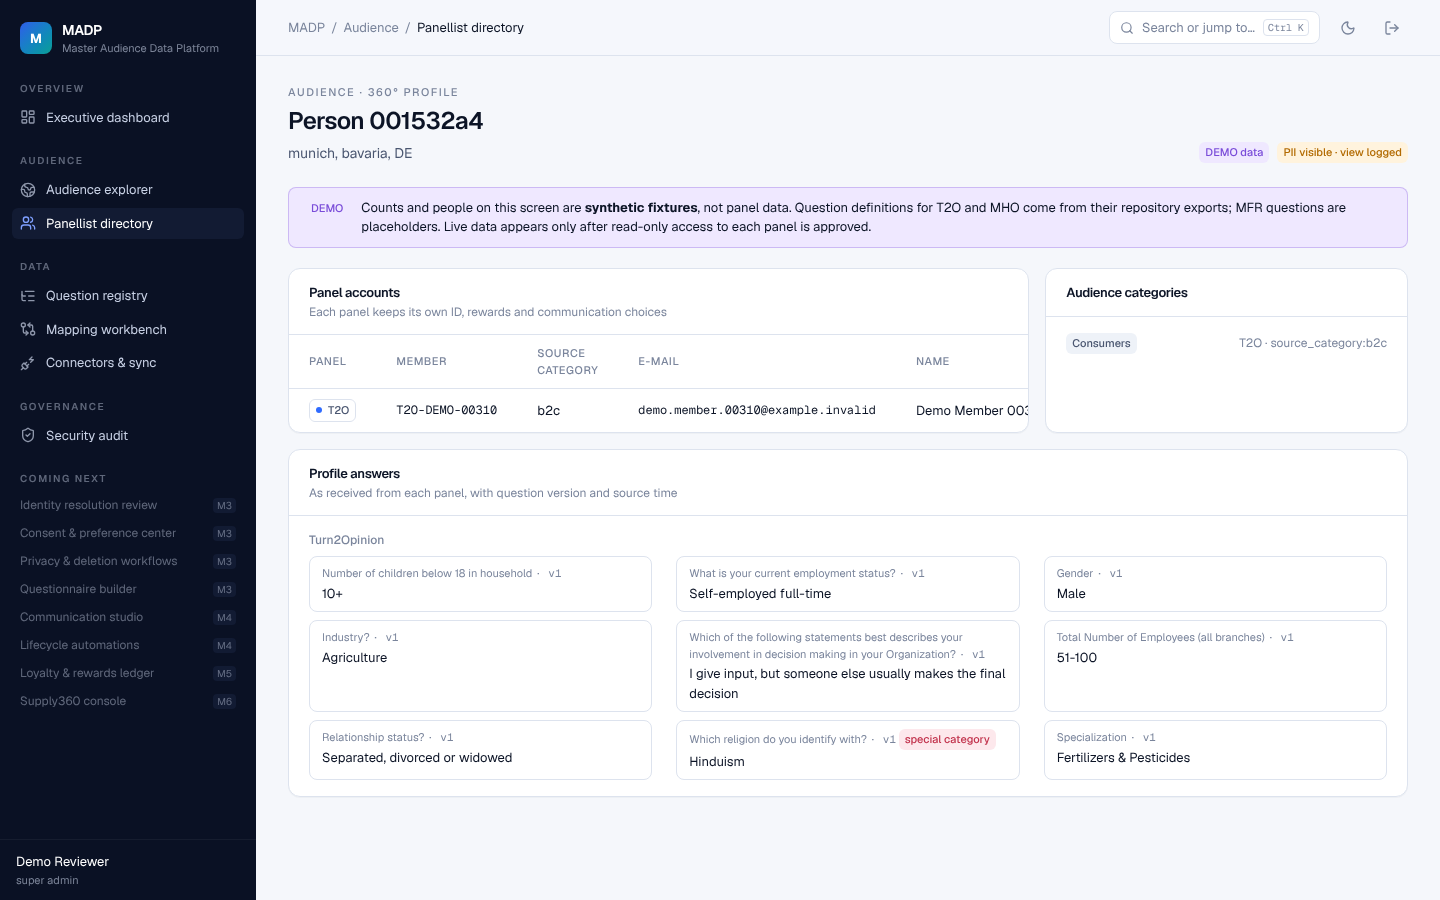 M
MADP
Master Audience Data Platform
OVERVIEW
Executive dashboard
AUDIENCE
Audience explorer
Panellist directory
DATA
Question registry
Mapping workbench
Connectors & sync
GOVERNANCE
Security audit
COMING NEXT
Identity resolution review M3
Consent & preference center M3
Privacy & deletion workflows M3
Questionnaire builder M3
Communication studio M4
Lifecycle automations M4
Loyalty & rewards ledger M5
Supply360 console M6
Demo Reviewer
super admin
MADP / Audience / Panellist directory
Search or jump to... Ctrl K
AUDIENCE · 360° PROFILE
Person 001532a4
munich, bavaria, DE
DEMO data PII visible · view logged
DEMO Counts and people on this screen are synthetic fixtures, not panel data. Question definitions for T2O and MHO come from their repository exports; MFR questions are
placeholders. Live data appears only after read-only access to each panel is approved.
Panel accounts
Each panel keeps its own ID, rewards and communication choices
PANEL MEMBER SOURCE CATEGORY E-MAIL NAME
T2O T2O-DEMO-00310 b2c demo.member.00310@example.invalid Demo Member 003
Audience categories
Consumers T2O · source_category:b2c
Profile answers
As received from each panel, with question version and source time
Turn2Opinion
Number of children below 18 in household · v1
10+
What is your current employment status? · v1
Self-employed full-time
Gender · v1
Male
Industry? · v1
Agriculture
Which of the following statements best describes your
involvement in decision making in your Organization? · v1
I give input, but someone else usually makes the final
decision
Total Number of Employees (all branches) · v1
51-100
Relationship status? · v1
Separated, divorced or widowed
Which religion do you identify with? · v1 special category
Hinduism
Specialization · v1
Fertilizers & Pesticides